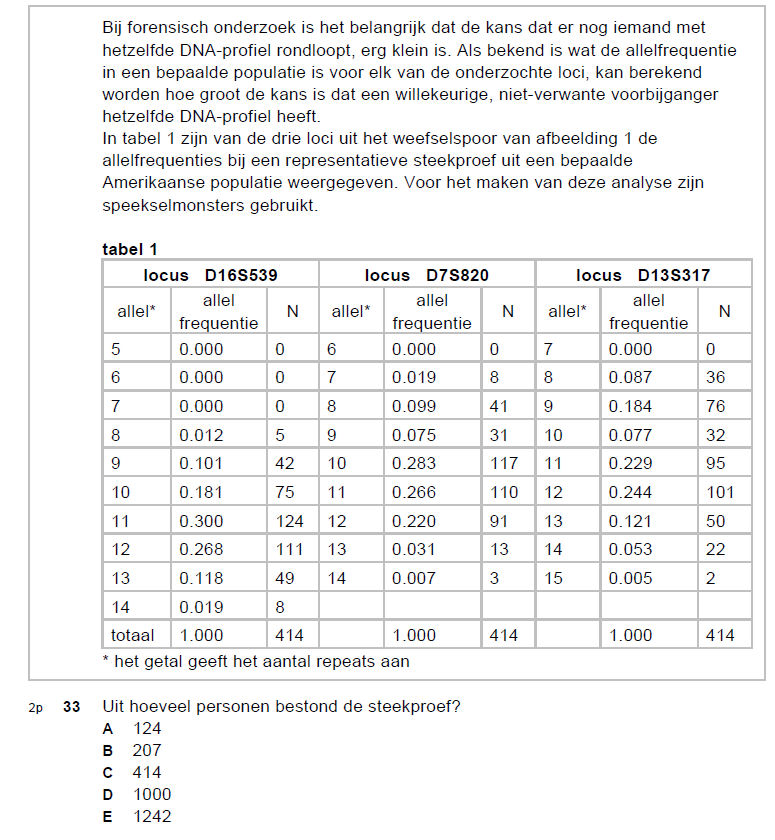 Bij forensisch onderzoek is het belangrijk dat de kans dat er nog iemand met
hetzelfde DNA-profiel rondloopt, erg klein is. Als bekend is wat de allelfrequentie
in een bepaalde populatie is voor elk van de onderzochte loci, kan berekend
worden hoe groot de kans is dat een willekeurige, niet-verwante voorbijganger
hetzelfde DNA-profiel heeft.
In tabel 1 zijn van de drie loci uit het weefselspoor van afbeelding 1 de
allelfrequenties bij een representatieve steekproef uit een bepaalde
Amerikaanse populatie weergegeven. Voor het maken van deze analyse zijn
speekselmonsters gebruikt.
tabel 1
locus D16S539 locus D7S820 locus D13S317
allel* allel frequentie N allel* allel frequentie N allel* allel frequentie N
5 0.000 0 6 0.000 0 7 0.000 0
6 0.000 0 7 0.019 8 8 0.087 36
7 0.000 0 8 0.099 41 9 0.184 76
8 0.012 5 9 0.075 31 10 0.077 32
9 0.101 42 10 0.283 117 11 0.229 95
10 0.181 75 11 0.266 110 12 0.244 101
11 0.300 124 12 0.220 91 13 0.121 50
12 0.268 111 13 0.031 13 14 0.053 22
13 0.118 49 14 0.007 3 15 0.005 2
14 0.019 8
totaal 1.000 414 1.000 414 1.000 414
* het getal geeft het aantal repeats aan
2p 33 Uit hoeveel personen bestond de steekproef?
A 124
B 207
C 414
D 1000
E 1242